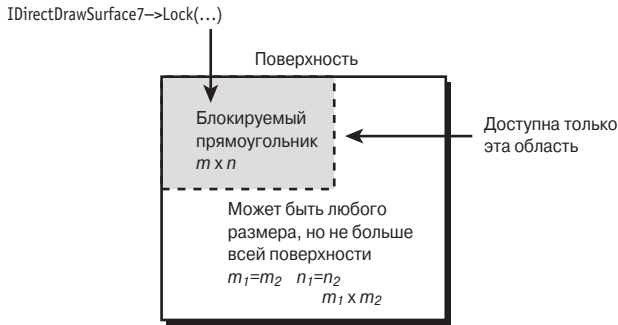 IDirectDrawSurface7–>Lock(...)
Поверхность
Блокируемый
прямоугольник
m x n
Доступна только
эта область
Может быть любого
размера, но не больше
всей поверхности
m₁=m₂ n₁=n₂
m₁ x m₂